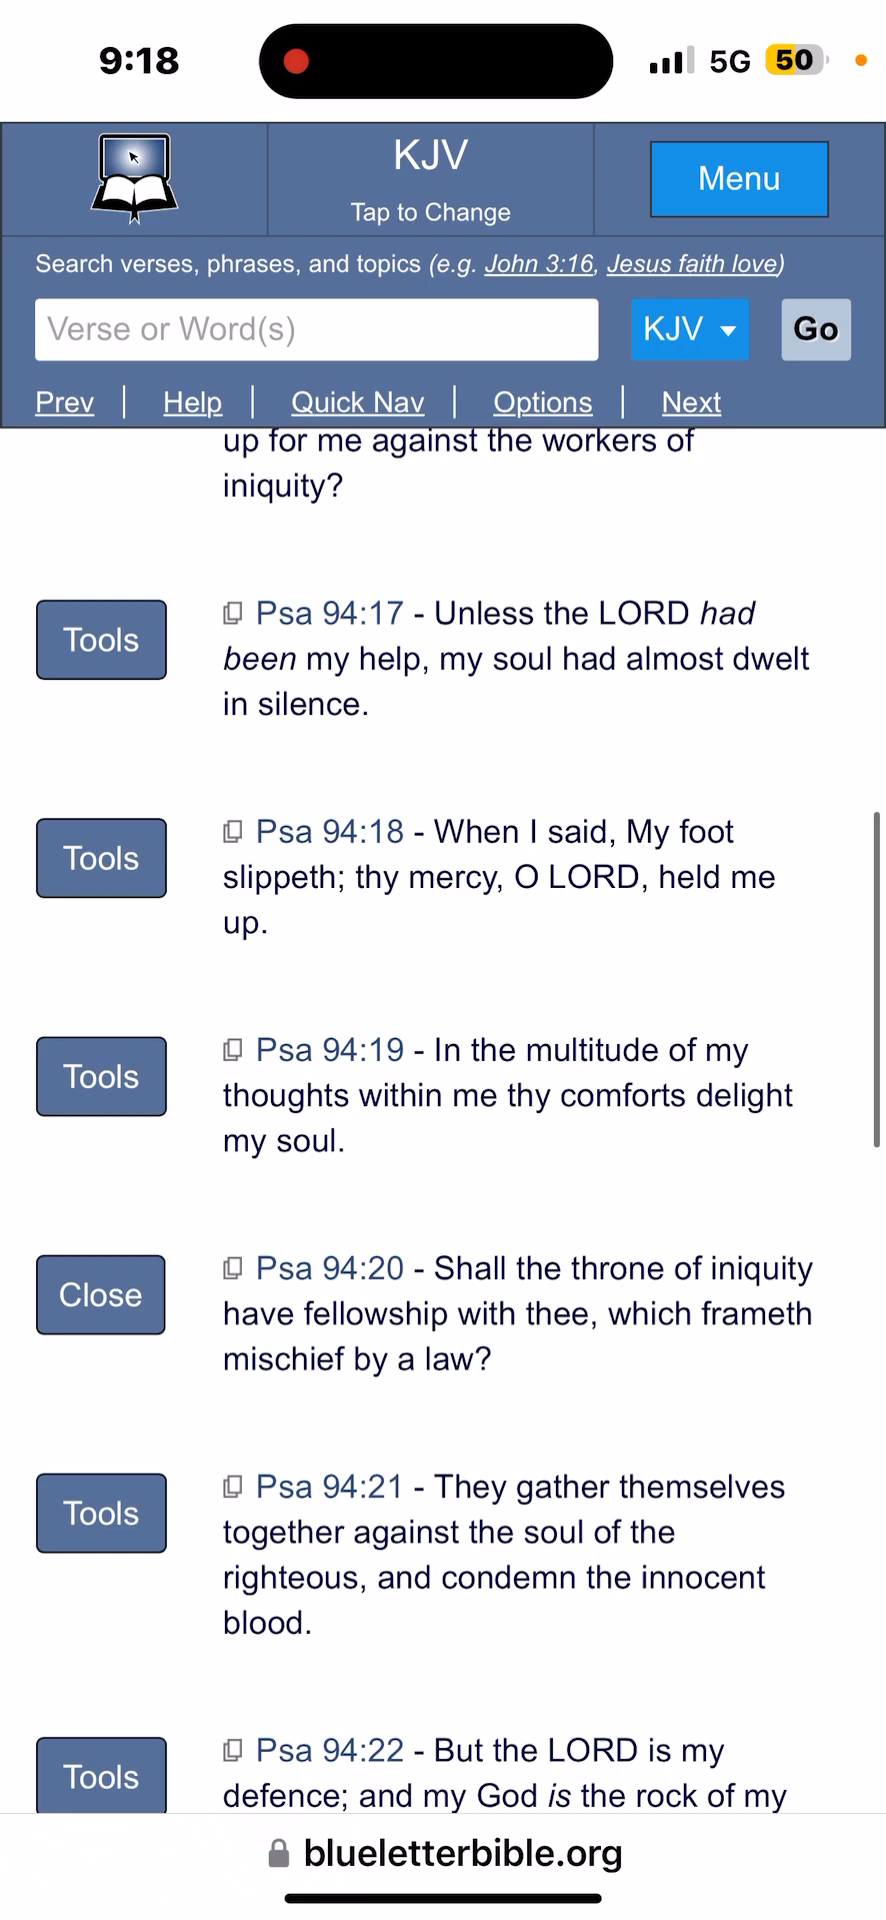 9:18
5G
50
KJV
Tap to Change
Menu
Search verses, phrases, and topics (e.g. John 3:16, Jesus faith love)
Verse or Word(s)
KJV
Go
Prev | Help | Quick Nav | Options | Next
up for me against the workers of
iniquity?
Tools
Psa 94:17 - Unless the LORD had
been my help, my soul had almost dwelt
in silence.
Tools
Psa 94:18 - When I said, My foot
slippeth; thy mercy, O LORD, held me
up.
Tools
Psa 94:19 - In the multitude of my
thoughts within me thy comforts delight
my soul.
Close
Psa 94:20 - Shall the throne of iniquity
have fellowship with thee, which frameth
mischief by a law?
Tools
Psa 94:21 - They gather themselves
together against the soul of the
righteous, and condemn the innocent
blood.
Tools
Psa 94:22 - But the LORD is my
defence; and my God is the rock of my
blueletterbible.org